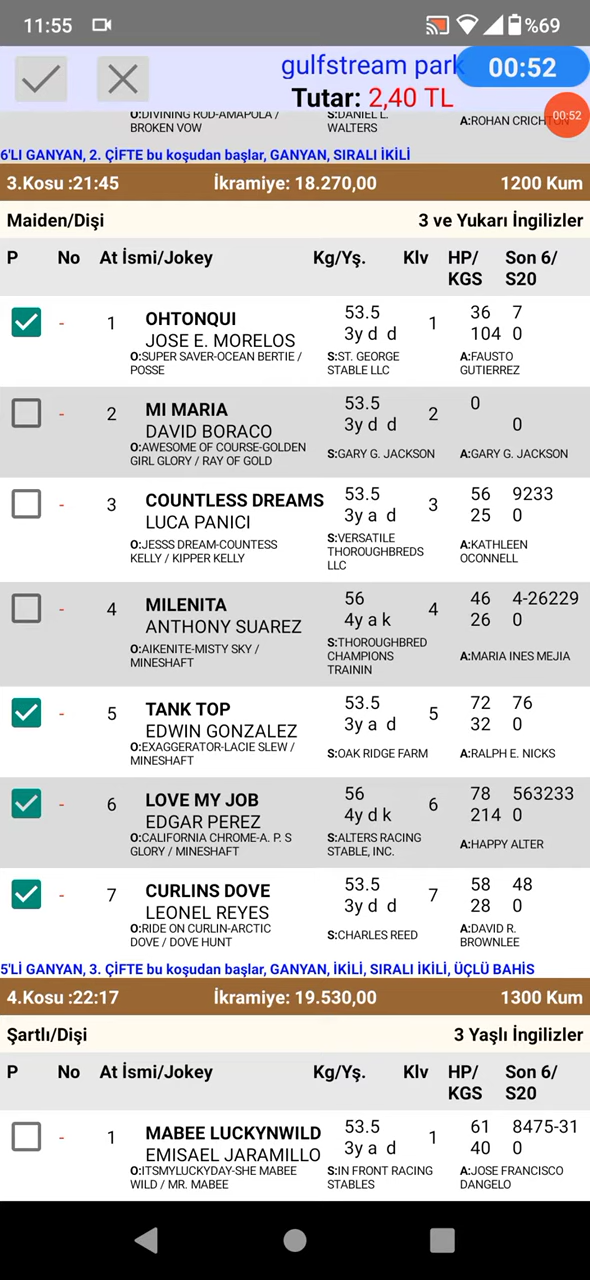 11:55
%69
gulfstream park
00:52
Tutar: 2,40 TL
00:52
O:DIVINING ROD-AMAPOLA /
BROKEN VOW
S:DANIEL L.
WALTERS
A:ROHAN CRICHTON
6'LI GANYAN, 2. ÇİFTE bu koşudan başlar, GANYAN, SIRALI İKİLİ
3.Kosu :21:45 İkramiye: 18.270,00 1200 Kum
Maiden/Dişi 3 ve Yukarı İngilizler
P No At İsmi/Jokey Kg/Yş. Klv HP/ Son 6/
KGS S20
- 1 OHTONQUI 53.5 1 36 7
JOSE E. MORELOS 3y d d 104 0
O:SUPER SAVER-OCEAN BERTIE / S:ST. GEORGE A:FAUSTO
POSSE STABLE LLC GUTIERREZ
- 2 MI MARIA 53.5 2 0
DAVID BORACO 3y d d 0
O:AWESOME OF COURSE-GOLDEN
GIRL GLORY / RAY OF GOLD S:GARY G. JACKSON A:GARY G. JACKSON
- 3 COUNTLESS DREAMS 53.5 3 56 9233
LUCA PANICI 3y a d 25 0
O:JESSS DREAM-COUNTESS
KELLY / KIPPER KELLY
S:VERSATILE
THOROUGHBREDS
LLC
A:KATHLEEN
OCONNELL
- 4 MILENITA 56 4 46 4-26229
ANTHONY SUAREZ 4y a k 26 0
O:AIKENITE-MISTY SKY /
MINESHAFT
S:THOROUGHBRED
CHAMPIONS
TRAININ
A:MARIA INES MEJIA
- 5 TANK TOP 53.5 5 72 76
EDWIN GONZALEZ 3y a d 32 0
O:EXAGGERATOR-LACIE SLEW /
MINESHAFT
S:OAK RIDGE FARM
A:RALPH E. NICKS
- 6 LOVE MY JOB 56 6 78 563233
EDGAR PEREZ 4y d k 214 0
O:CALIFORNIA CHROME-A. P. S
GLORY / MINESHAFT
S:ALTERS RACING
STABLE, INC.
A:HAPPY ALTER
- 7 CURLINS DOVE 53.5 7 58 48
LEONEL REYES 3y d d 28 0
O:RIDE ON CURLIN-ARCTIC
DOVE / DOVE HUNT
S:CHARLES REED
A:DAVID R.
BROWNLEE
5'Lİ GANYAN, 3. ÇİFTE bu koşudan başlar, GANYAN, İKİLİ, SIRALI İKİLİ, ÜÇLÜ BAHİS
4.Kosu :22:17 İkramiye: 19.530,00 1300 Kum
Şartlı/Dişi 3 Yaşlı İngilizler
P No At İsmi/Jokey Kg/Yş. Klv HP/ Son 6/
KGS S20
- 1 MABEE LUCKYNWILD 53.5 1 61 8475-31
EMISAEL JARAMILLO 3y a d 40 0
O:ITSMYLUCKYDAY-SHE MABEE
WILD / MR. MABEE
S:IN FRONT RACING
STABLES
A:JOSE FRANCISCO
DANGELO